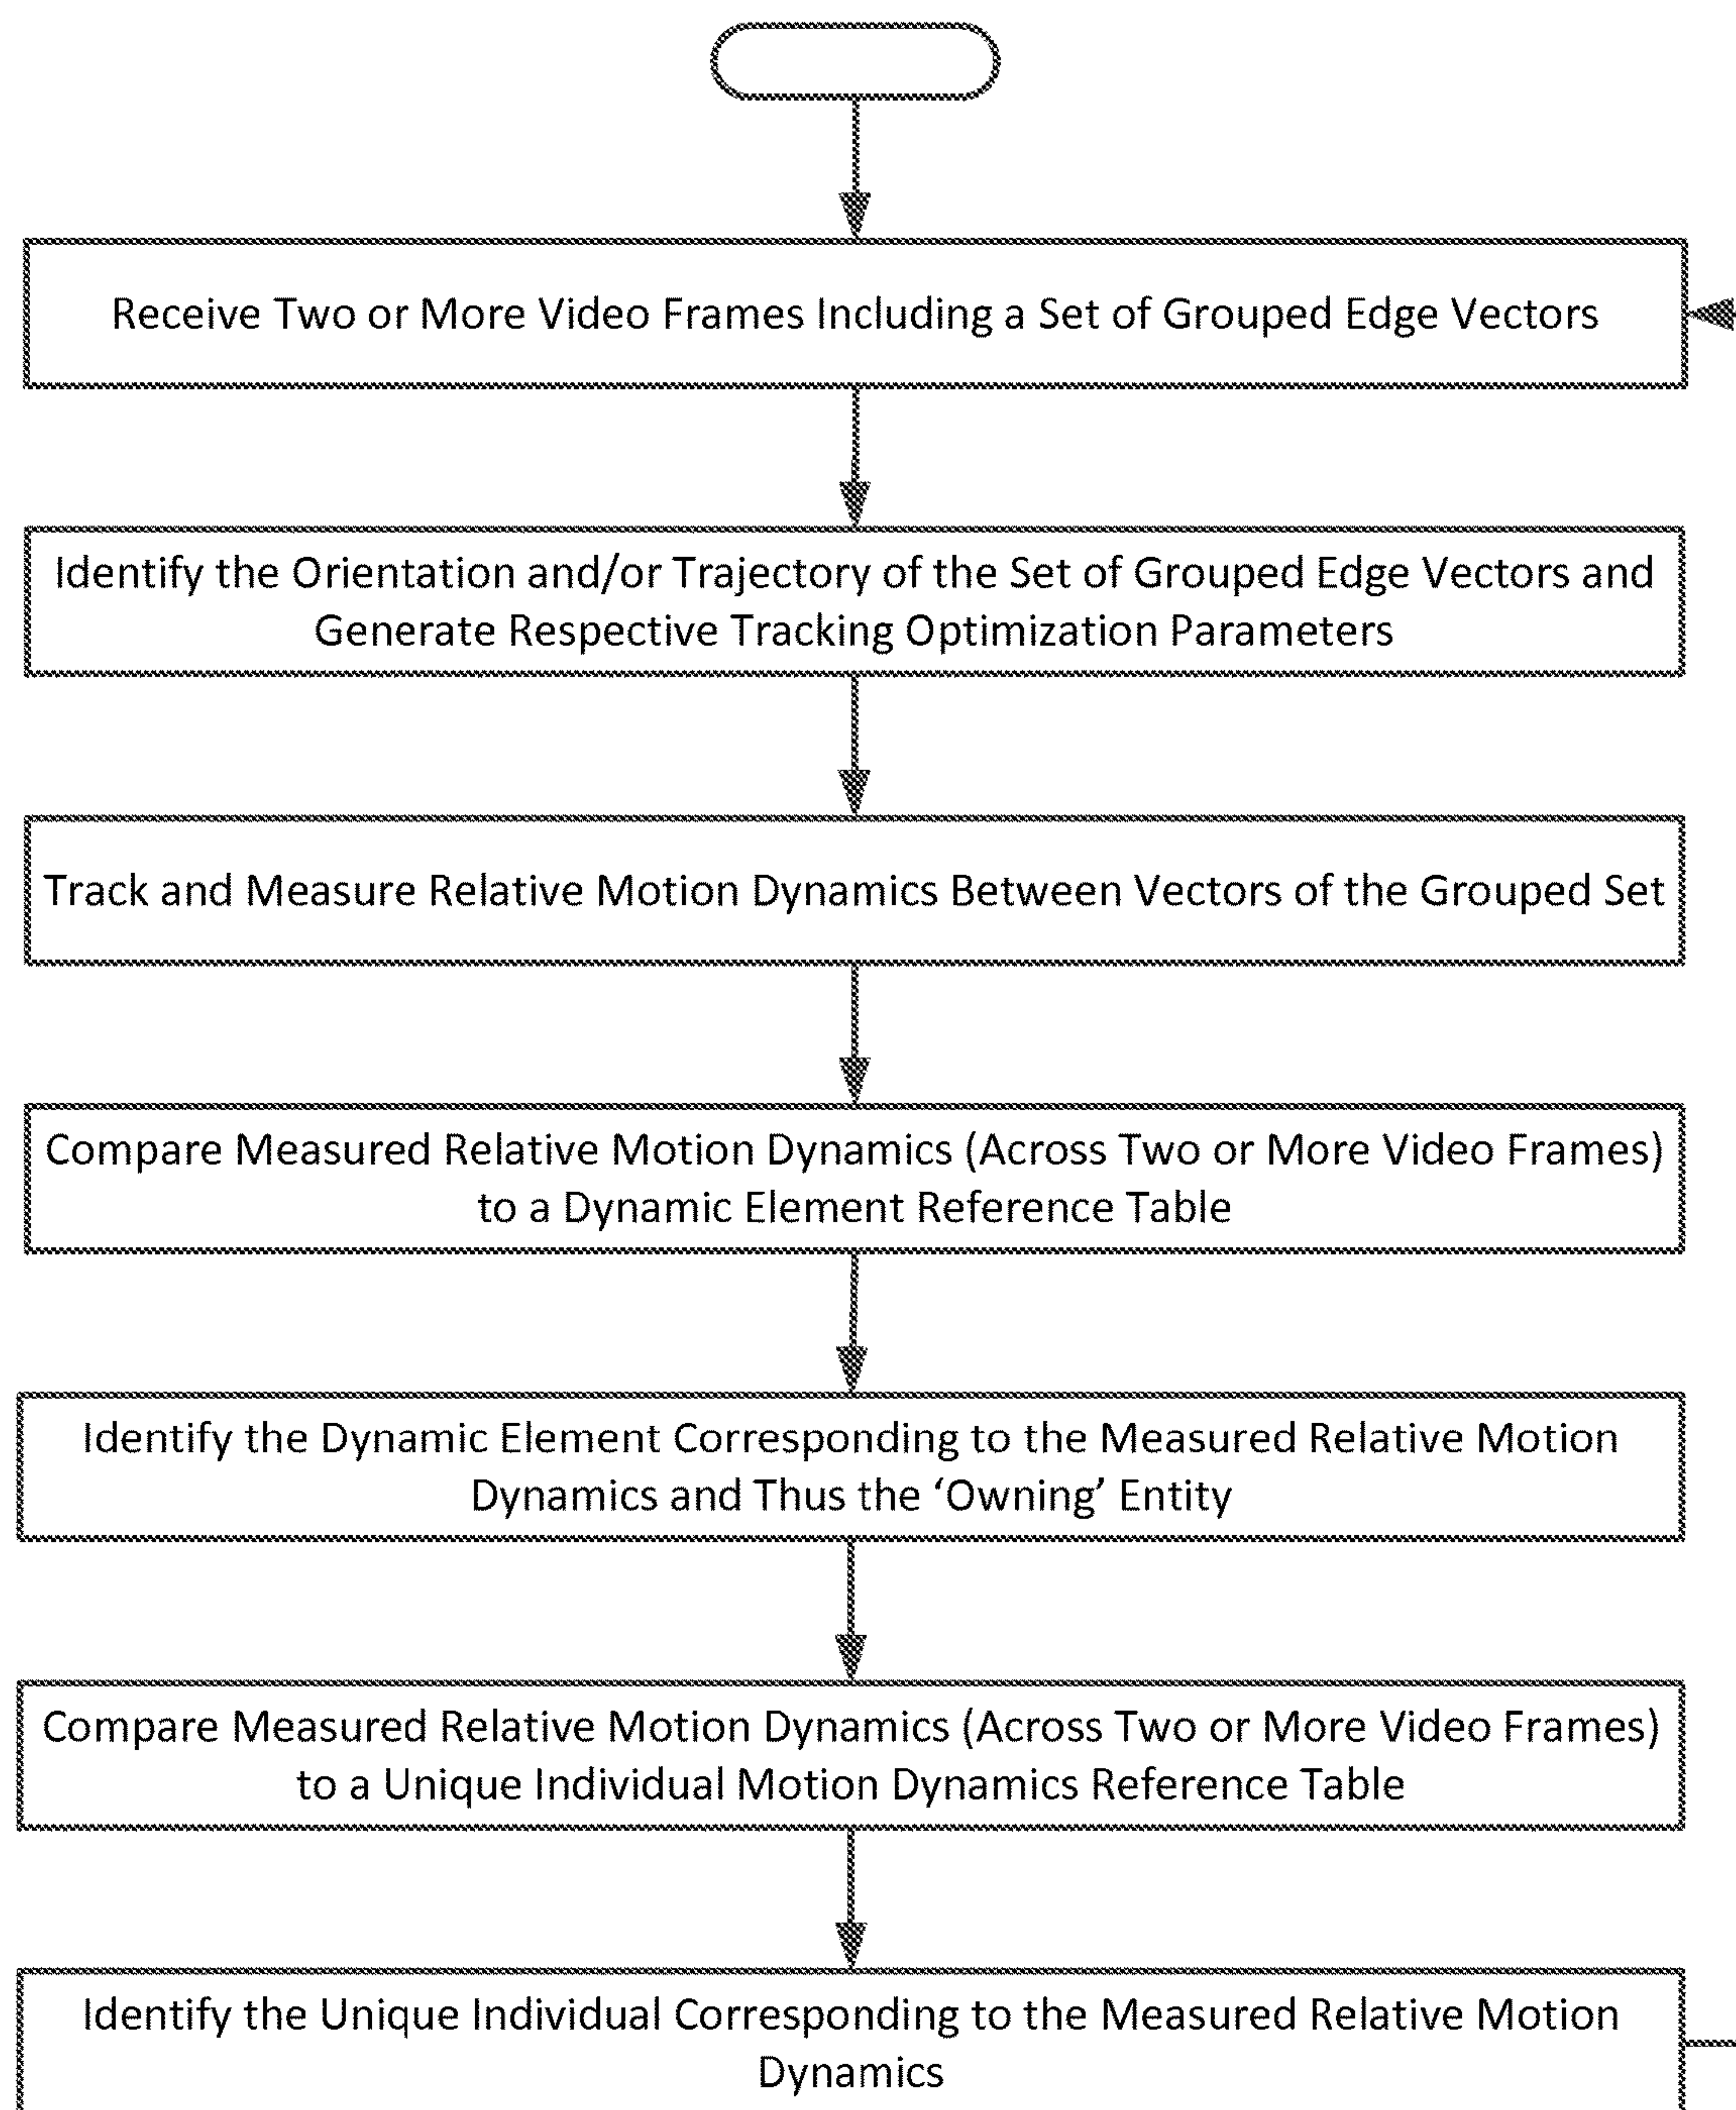 Receive Two or More Video Frames Including a Set of Grouped Edge Vectors
Identify the Orientation and/or Trajectory of the Set of Grouped Edge Vectors and
Generate Respective Tracking Optimization Parameters
Track and Measure Relative Motion Dynamics Between Vectors of the Grouped Set
Compare Measured Relative Motion Dynamics (Across Two or More Video Frames)
to a Dynamic Element Reference Table
Identify the Dynamic Element Corresponding to the Measured Relative Motion
Dynamics and Thus the ‘Owning’ Entity
Compare Measured Relative Motion Dynamics (Across Two or More Video Frames)
to a Unique Individual Motion Dynamics Reference Table
Identify the Unique Individual Corresponding to the Measured Relative Motion
Dynamics